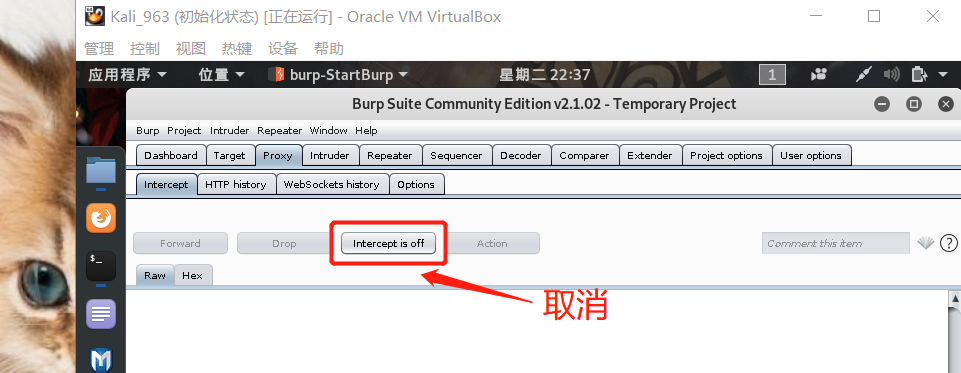 Kali_963 (初始化状态) [正在运行] - Oracle VM VirtualBox
管理 控制 视图 热键 设备 帮助
应用程序 位置 burp-StartBurp 星期二 22:37 1
Burp Suite Community Edition v2.1.02 - Temporary Project
Burp Project Intruder Repeater Window Help
Dashboard Target Proxy Intruder Repeater Sequencer Decoder Comparer Extender Project options User options
Intercept HTTP history WebSockets history Options
Forward Drop Intercept is off Action Comment this item ?
Raw Hex
取消